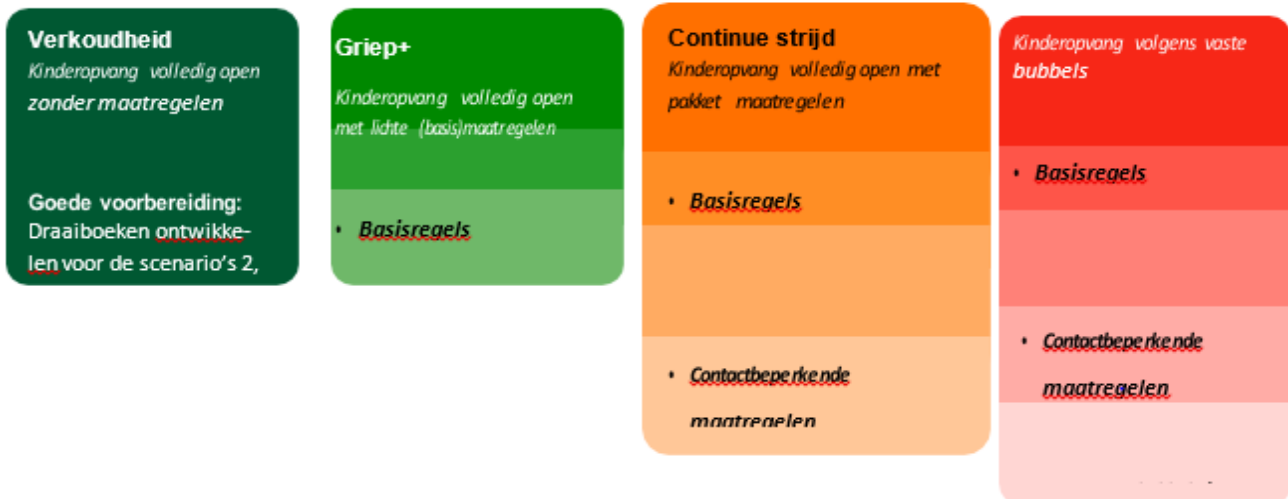 Verkoudheid
Kinderopvang volledig open
zonder maatregelen
Goede voorbereiding:
Draaiboeken ontwikke-
len voor de scenario's 2,
Griep+
Kinderopvang volledig open
met lichte (basis)maatregelen
• Basisregels
Continue strijd
Kinderopvang volledig open met
pakket maatregelen
• Basisregels
• Contactbeperkende
maatregelen
Kinderopvang volgens vaste
bubbels
• Basisregels
• Contactbeperkende
maatregelen